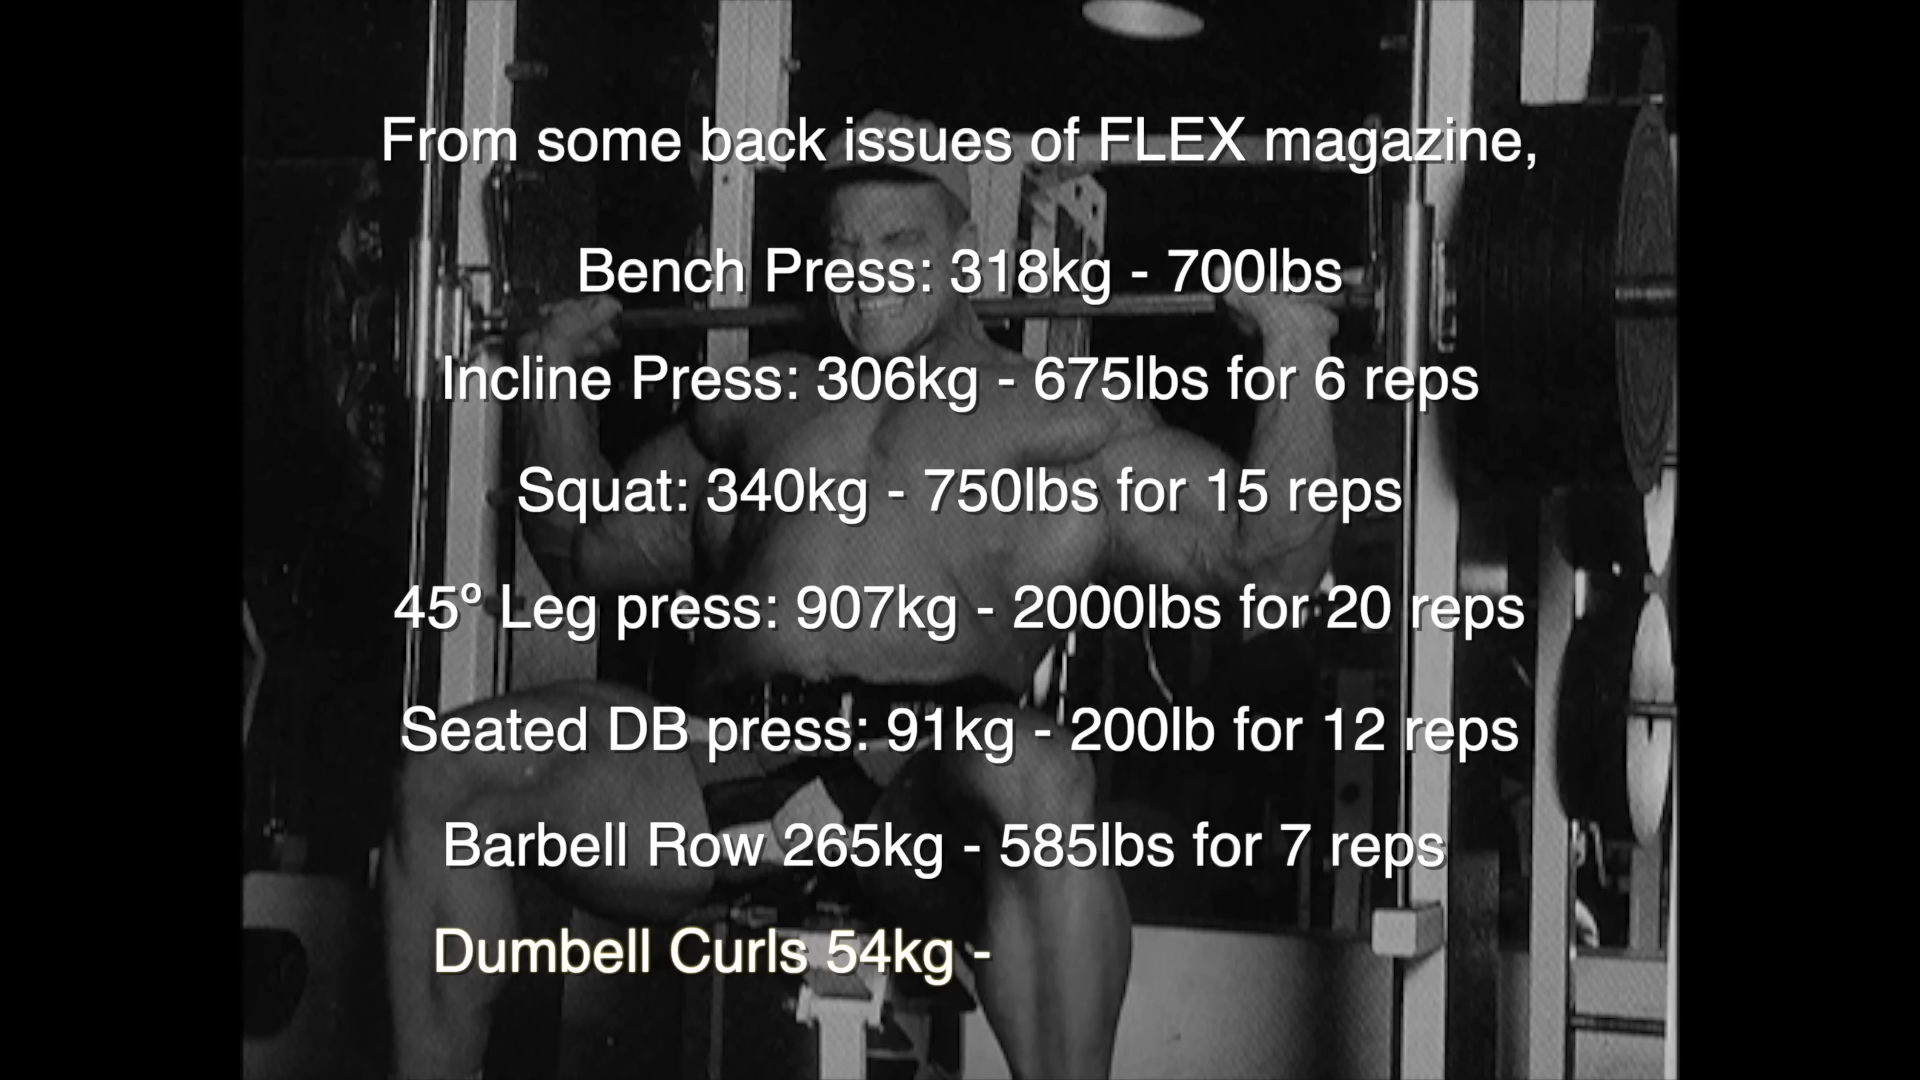 From some back issues of FLEX magazine,
Bench Press: 318kg - 700lbs
Incline Press: 306kg - 675lbs for 6 reps
Squat: 340kg - 750lbs for 15 reps
45º Leg press: 907kg - 2000lbs for 20 reps
Seated DB press: 91kg - 200lb for 12 reps
Barbell Row 265kg - 585lbs for 7 reps
Dumbell Curls 54kg -